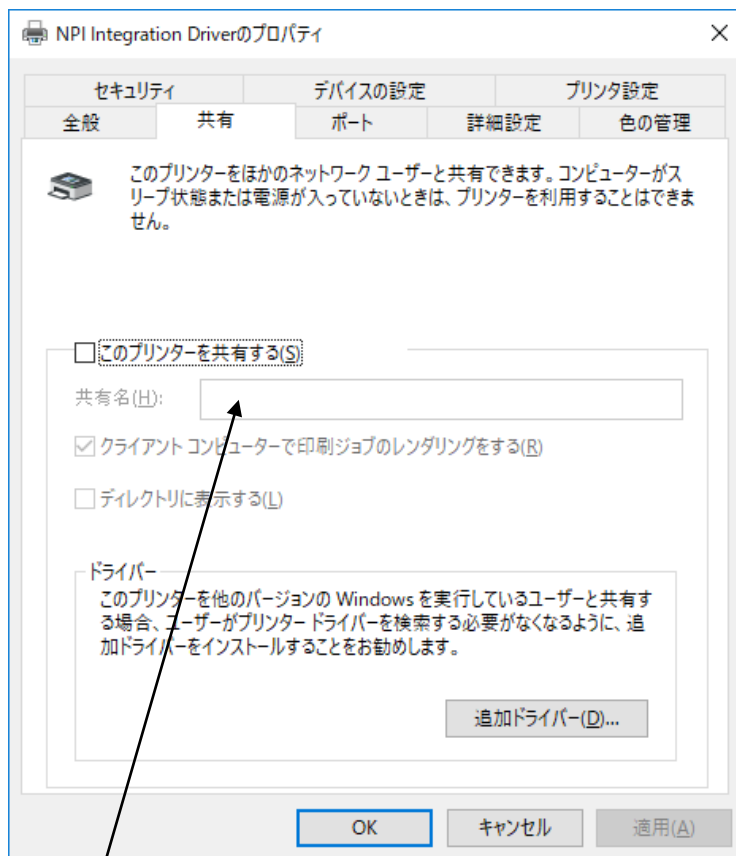 NPI Integration Driverのプロパティ
セキュリティ デバイスの設定 プリンタ設定
全般 共有 ポート 詳細設定 色の管理
このプリンターをほかのネットワーク ユーザーと共有できます。コンピューターがス
リープ状態または電源が入っていないときは、プリンターを利用することはできま
せん。
このプリンターを共有する(S)
共有名(H):
クライアント コンピューターで印刷ジョブのレンダリングをする(R)
ディレクトリに表示する(L)
ドライバー
このプリンターを他のバージョンの Windows を実行しているユーザーと共有す
る場合、ユーザーがプリンター ドライバーを検索する必要がなくなるように、追
加ドライバーをインストールすることをお勧めします。
追加ドライバー(D)...
OK キャンセル 適用(A)